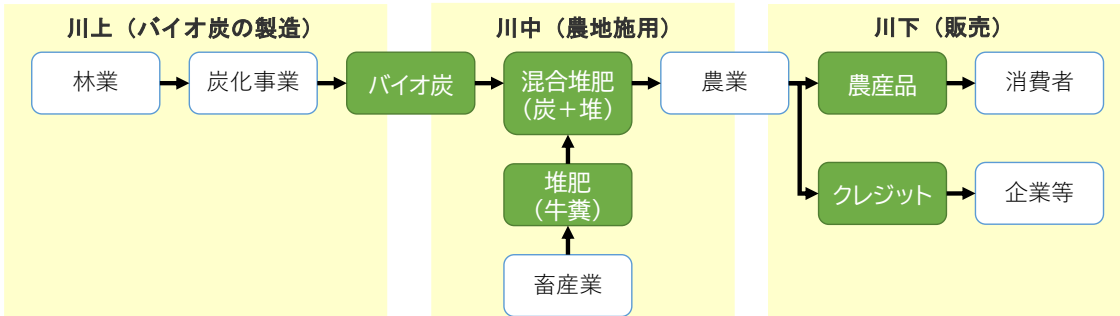 川上（バイオ炭の製造）
川中（農地施用）
川下（販売）
林業
炭化事業
バイオ炭
混合堆肥
（炭＋堆）
農業
農産品
消費者
堆肥
（牛糞）
クレジット
企業等
畜産業